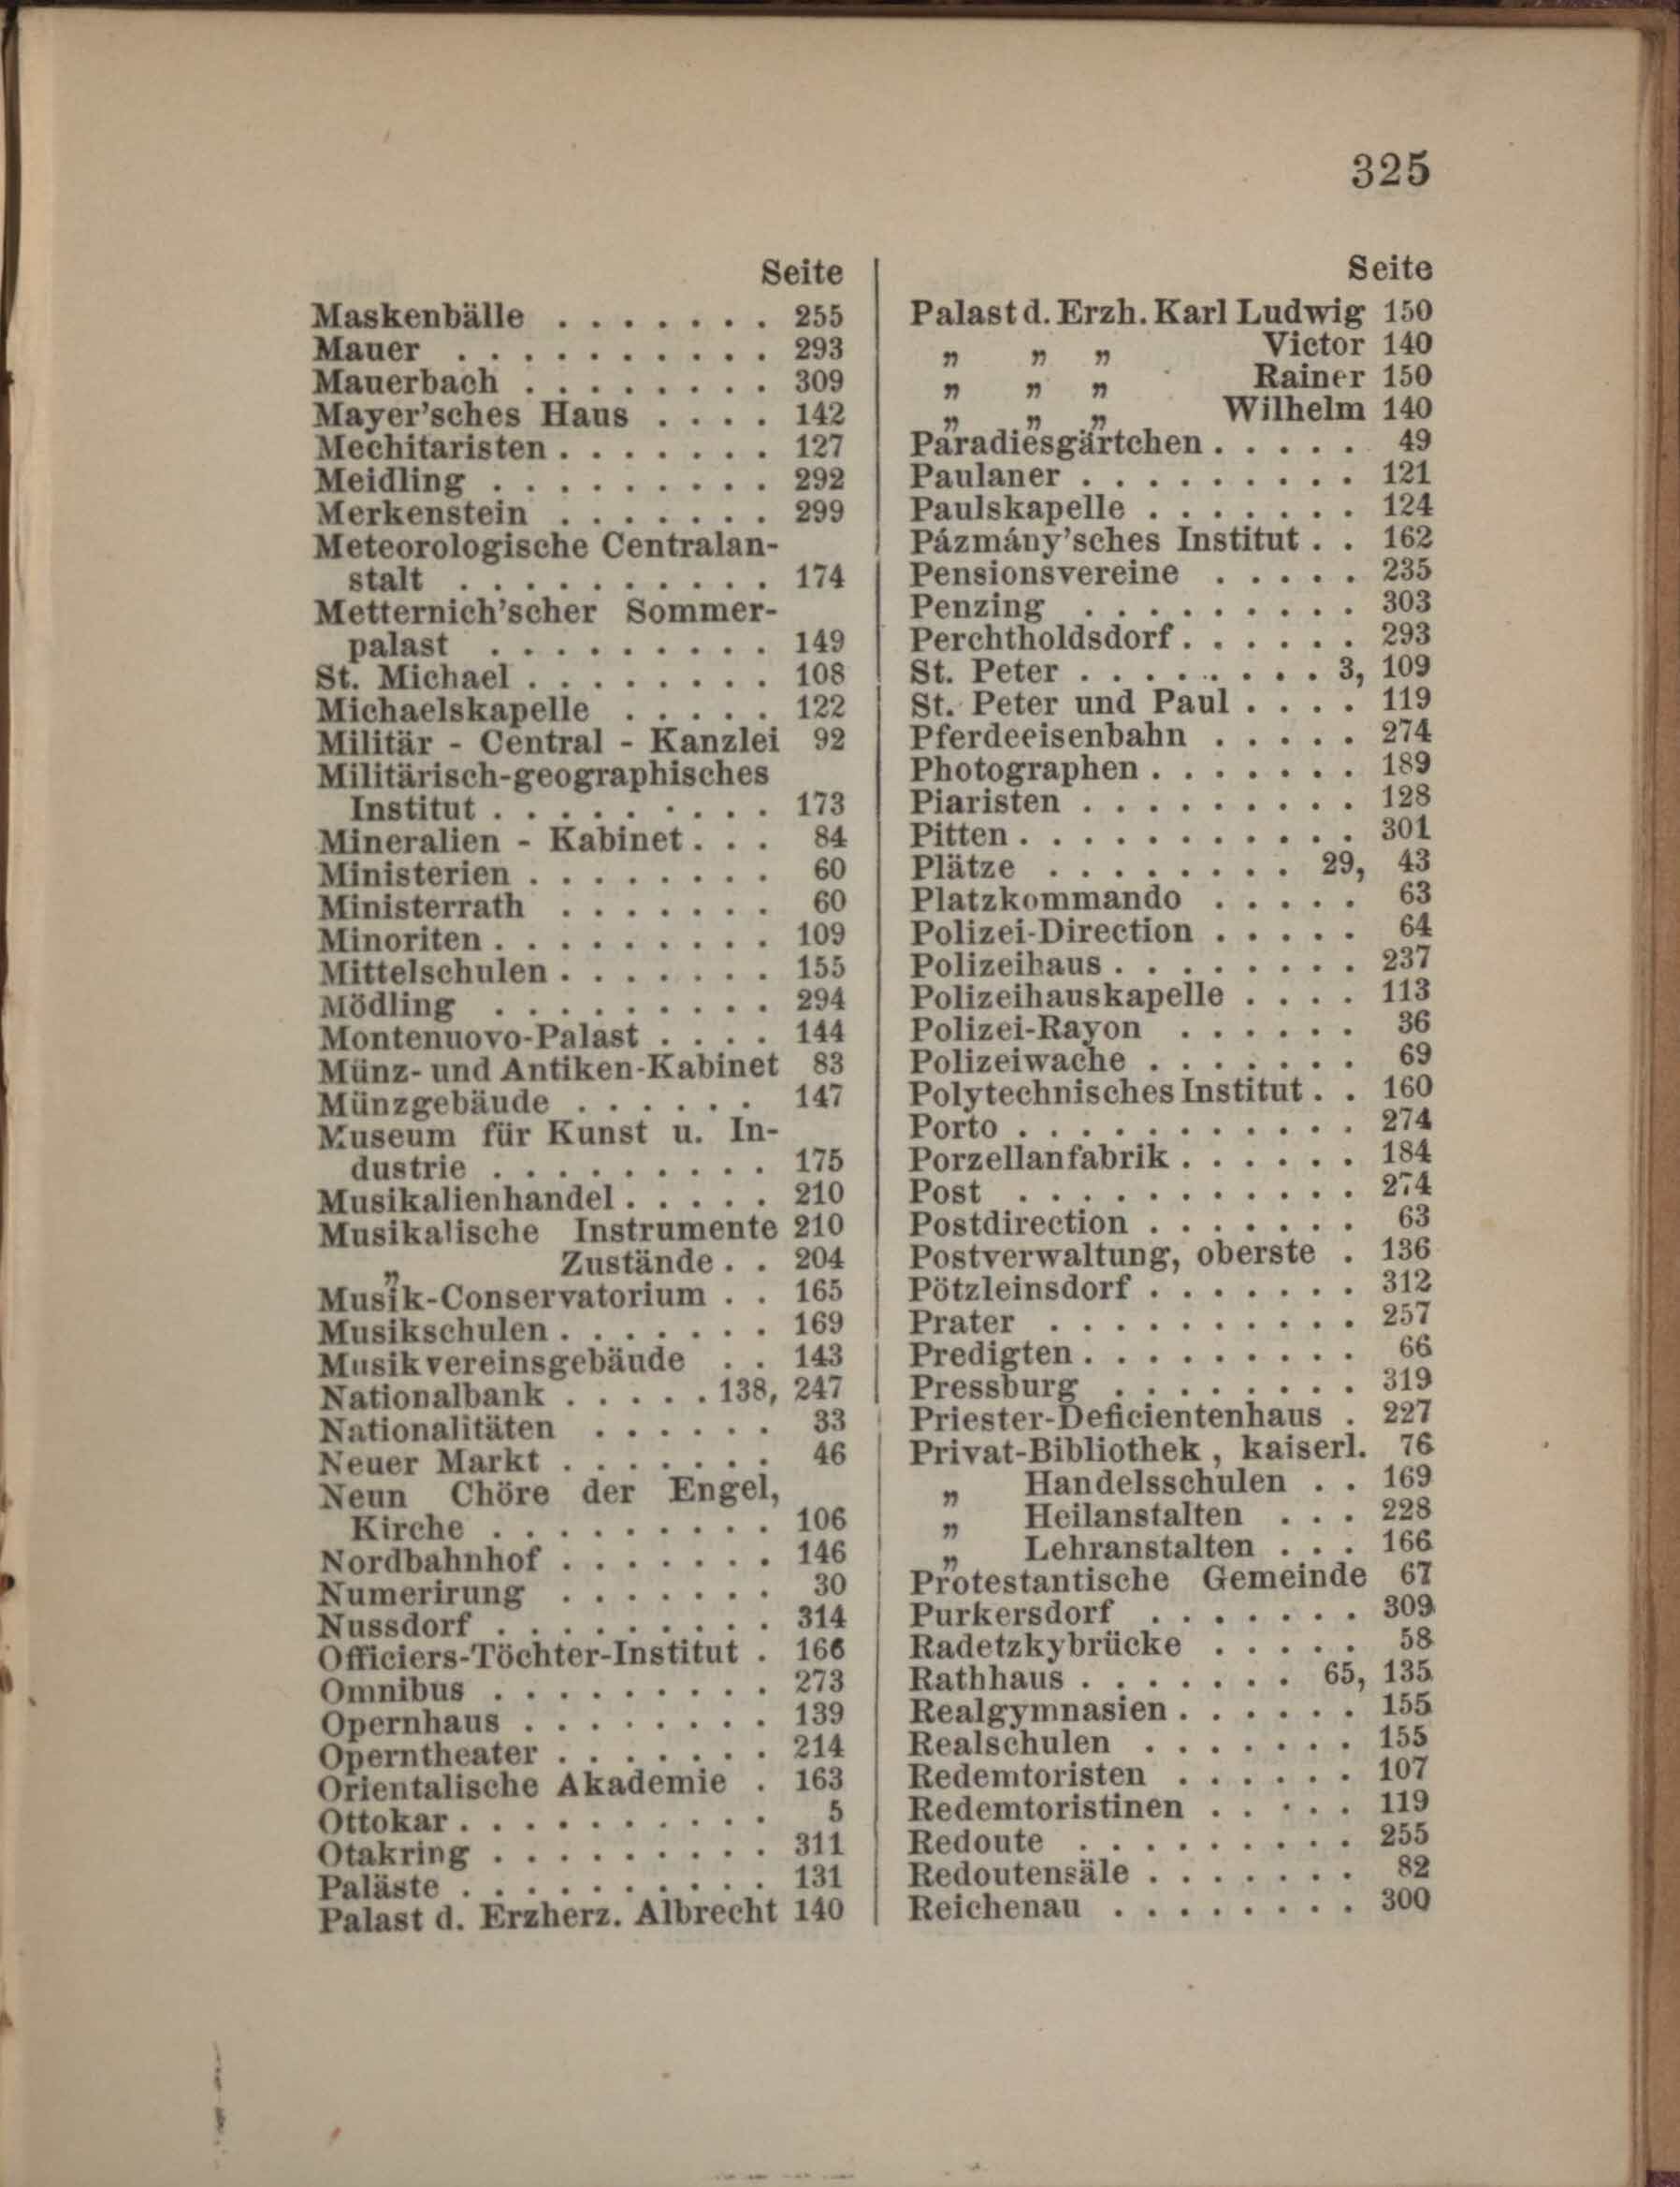 325
Seite
Maskenbälle . . . . . . . 255
Mauer . . . . . . . . . . 293
Mauerbach . . . . . . . . 309
Mayer'sches Haus . . . . 142
Mechitaristen . . . . . . . 127
Meidling . . . . . . . . . 292
Merkenstein . . . . . . . 299
Meteorologische Centralan-
stalt . . . . . . . . . . 174
Metternich'scher Sommer-
palast . . . . . . . . . 149
St. Michael . . . . . . . . 108
Michaelskapelle . . . . . 122
Militär - Central - Kanzlei 92
Militärisch-geographisches
Institut . . . . . . . . . 173
Mineralien - Kabinet . . . 84
Ministerien . . . . . . . . 60
Ministerrath . . . . . . . 60
Minoriten . . . . . . . . . 109
Mittelschulen . . . . . . . 155
Mödling . . . . . . . . . 294
Montenuovo-Palast . . . . 144
Münz- und Antiken-Kabinet 83
Münzgebäude . . . . . . 147
Museum für Kunst u. In-
dustrie . . . . . . . . . 175
Musikalienhandel . . . . . 210
Musikalische Instrumente 210
„ Zustände . . 204
Musik-Conservatorium . . 165
Musikschulen . . . . . . . 169
Musikvereinsgebäude . . 143
Nationalbank . . . . . 138, 247
Nationalitäten . . . . . . 33
Neuer Markt . . . . . . . 46
Neun Chöre der Engel,
Kirche . . . . . . . . . 106
Nordbahnhof . . . . . . . 146
Numerirung . . . . . . . 30
Nussdorf . . . . . . . . . 314
Officiers-Töchter-Institut . 166
Omnibus . . . . . . . . . 273
Opernhaus . . . . . . . . 139
Operntheater . . . . . . . 214
Orientalische Akademie . 163
Ottokar . . . . . . . . . . 5
Otakring . . . . . . . . . 311
Paläste . . . . . . . . . . 131
Palast d. Erzherz. Albrecht 140
Seite
Palast d. Erzh. Karl Ludwig 150
„ „ „ Victor 140
„ „ „ Rainer 150
„ „ „ Wilhelm 140
Paradiesgärtchen . . . . . 49
Paulaner . . . . . . . . . 121
Paulskapelle . . . . . . . 124
Pázmány'sches Institut . . 162
Pensionsvereine . . . . . 235
Penzing . . . . . . . . . 303
Perchtholdsdorf . . . . . . 293
St. Peter . . . . . . . . 3, 109
St. Peter und Paul . . . . 119
Pferdeeisenbahn . . . . . 274
Photographen . . . . . . . 189
Piaristen . . . . . . . . . 128
Pitten . . . . . . . . . . . 301
Plätze . . . . . . . . 29, 43
Platzkommando . . . . . 63
Polizei-Direction . . . . . 64
Polizeihaus . . . . . . . . 237
Polizeihauskapelle . . . . 113
Polizei-Rayon . . . . . . 36
Polizeiwache . . . . . . . 69
Polytechnisches Institut . . 160
Porto . . . . . . . . . . . 274
Porzellanfabrik . . . . . . 184
Post . . . . . . . . . . . 274
Postdirection . . . . . . . 63
Postverwaltung, oberste . 136
Pötzleinsdorf . . . . . . . 312
Prater . . . . . . . . . . 257
Predigten . . . . . . . . . 66
Pressburg . . . . . . . . 319
Priester-Deficientenhaus . 227
Privat-Bibliothek, kaiserl. 76
„ Handelsschulen . . 169
„ Heilanstalten . . . 228
„ Lehranstalten . . . 166
Protestantische Gemeinde 67
Purkersdorf . . . . . . . 309
Radetzkybrücke . . . . . 58
Rathhaus . . . . . . . 65, 135
Realgymnasien . . . . . . 155
Realschulen . . . . . . . 155
Redemtoristen . . . . . . 107
Redemtoristinen . . . . . 119
Redoute . . . . . . . . . 255
Redoutensäle . . . . . . . 82
Reichenau . . . . . . . . 300